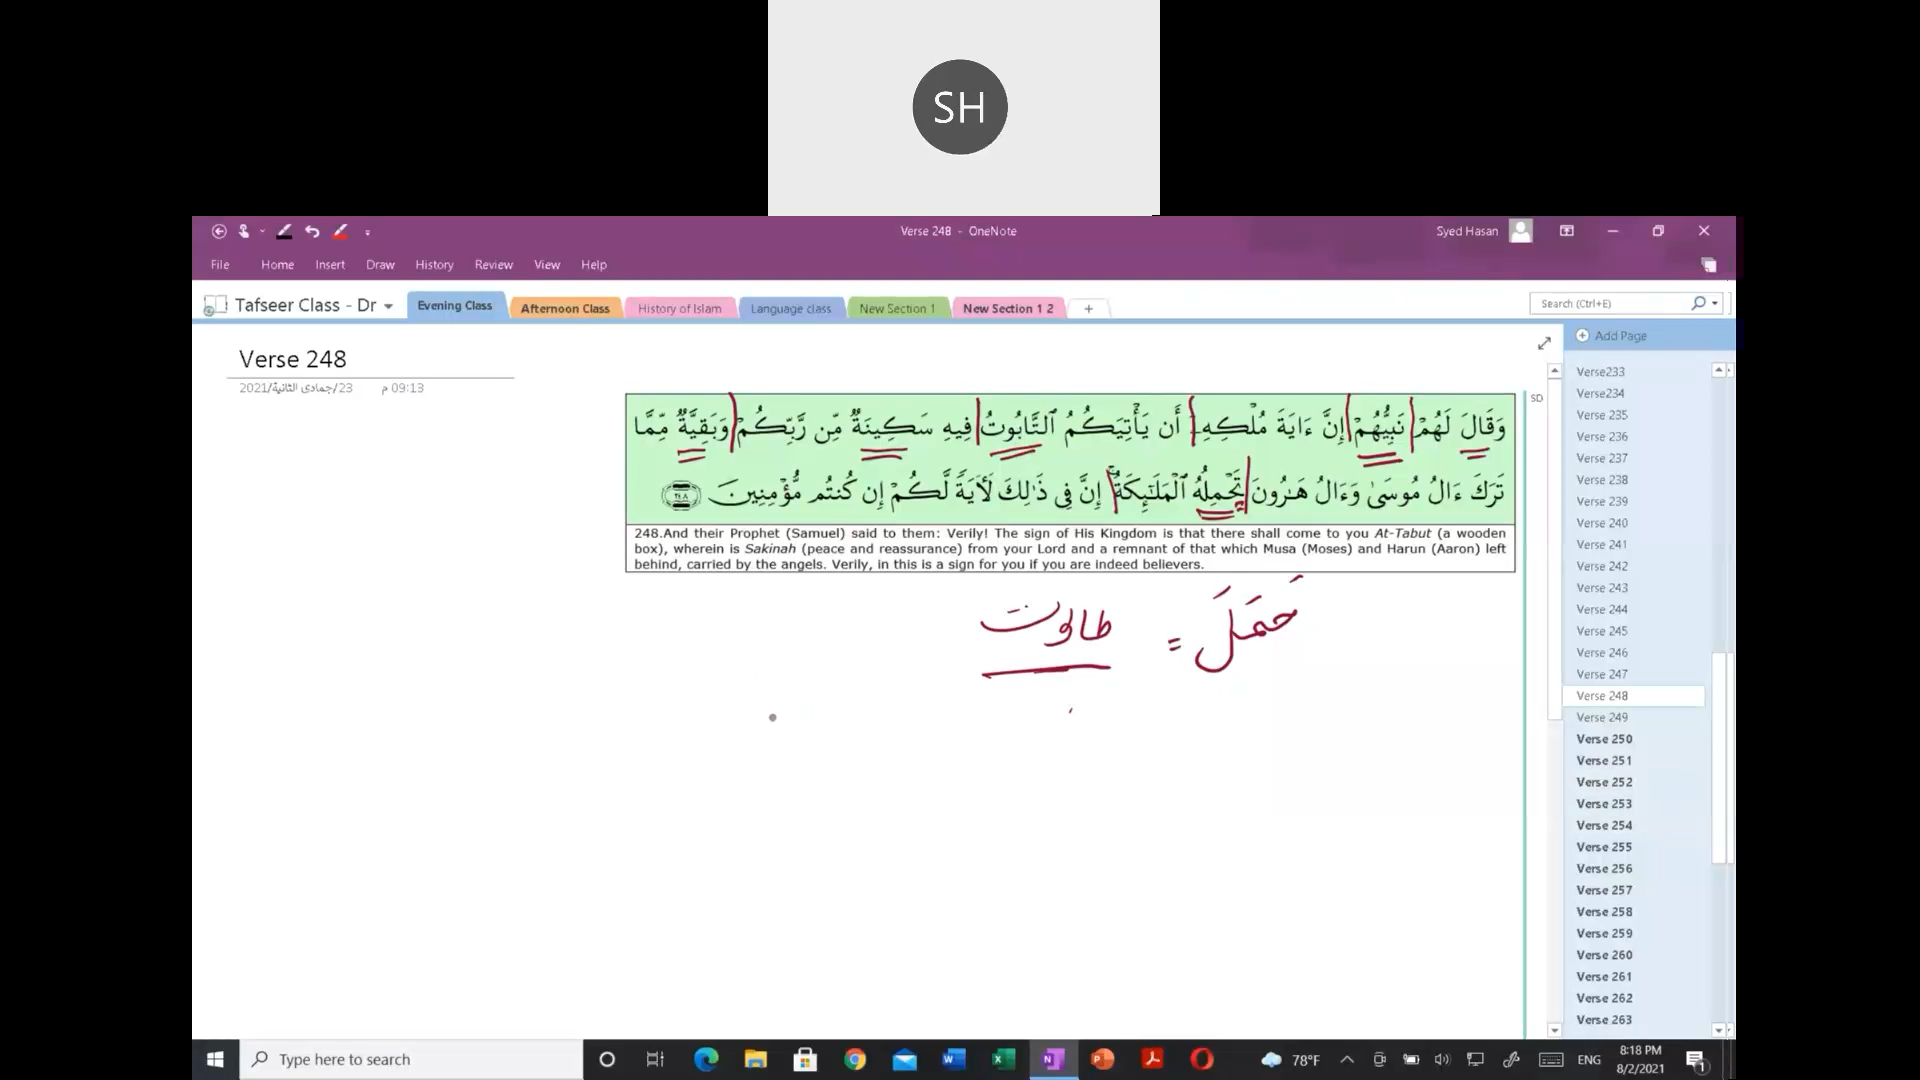 SH
Verse 248 - OneNote
Syed Hasan
File Home Insert Draw History Review View Help
Tafseer Class - Dr
Evening Class
Afternoon Class
History of Islam
Language class
New Section 1
New Section 1 2
+
Search (Ctrl+E)
Add Page
Verse 248
23/جمادى الثانية/2021 09:13 م
SD
وَقَالَ لَهُمْ نَبِيُّهُمْ إِنَّ ءَايَةَ مُلْكِهِۦٓ أَن يَأْتِيَكُمُ ٱلتَّابُوتُ فِيهِ سَكِينَةٌ مِّن رَّبِّكُمْ وَبَقِيَّةٌ مِّمَّا
تَرَكَ ءَالُ مُوسَىٰ وَءَالُ هَـٰرُونَ تَحْمِلُهُ ٱلْمَلَـٰٓئِكَةُ ۚ إِنَّ فِى ذَٰلِكَ لَـَٔايَةً لَّكُمْ إِن كُنتُم مُّؤْمِنِينَ ٢٤٨
248.And their Prophet (Samuel) said to them: Verily! The sign of His Kingdom is that there shall come to you At-Tabut (a wooden
box), wherein is Sakinah (peace and reassurance) from your Lord and a remnant of that which Musa (Moses) and Harun (Aaron) left
behind, carried by the angels. Verily, in this is a sign for you if you are indeed believers.
حَمَلَ = طالوت
Verse233
Verse234
Verse 235
Verse 236
Verse 237
Verse 238
Verse 239
Verse 240
Verse 241
Verse 242
Verse 243
Verse 244
Verse 245
Verse 246
Verse 247
Verse 248
Verse 249
Verse 250
Verse 251
Verse 252
Verse 253
Verse 254
Verse 255
Verse 256
Verse 257
Verse 258
Verse 259
Verse 260
Verse 261
Verse 262
Verse 263
Type here to search
78°F
ENG
8:18 PM
8/2/2021
1